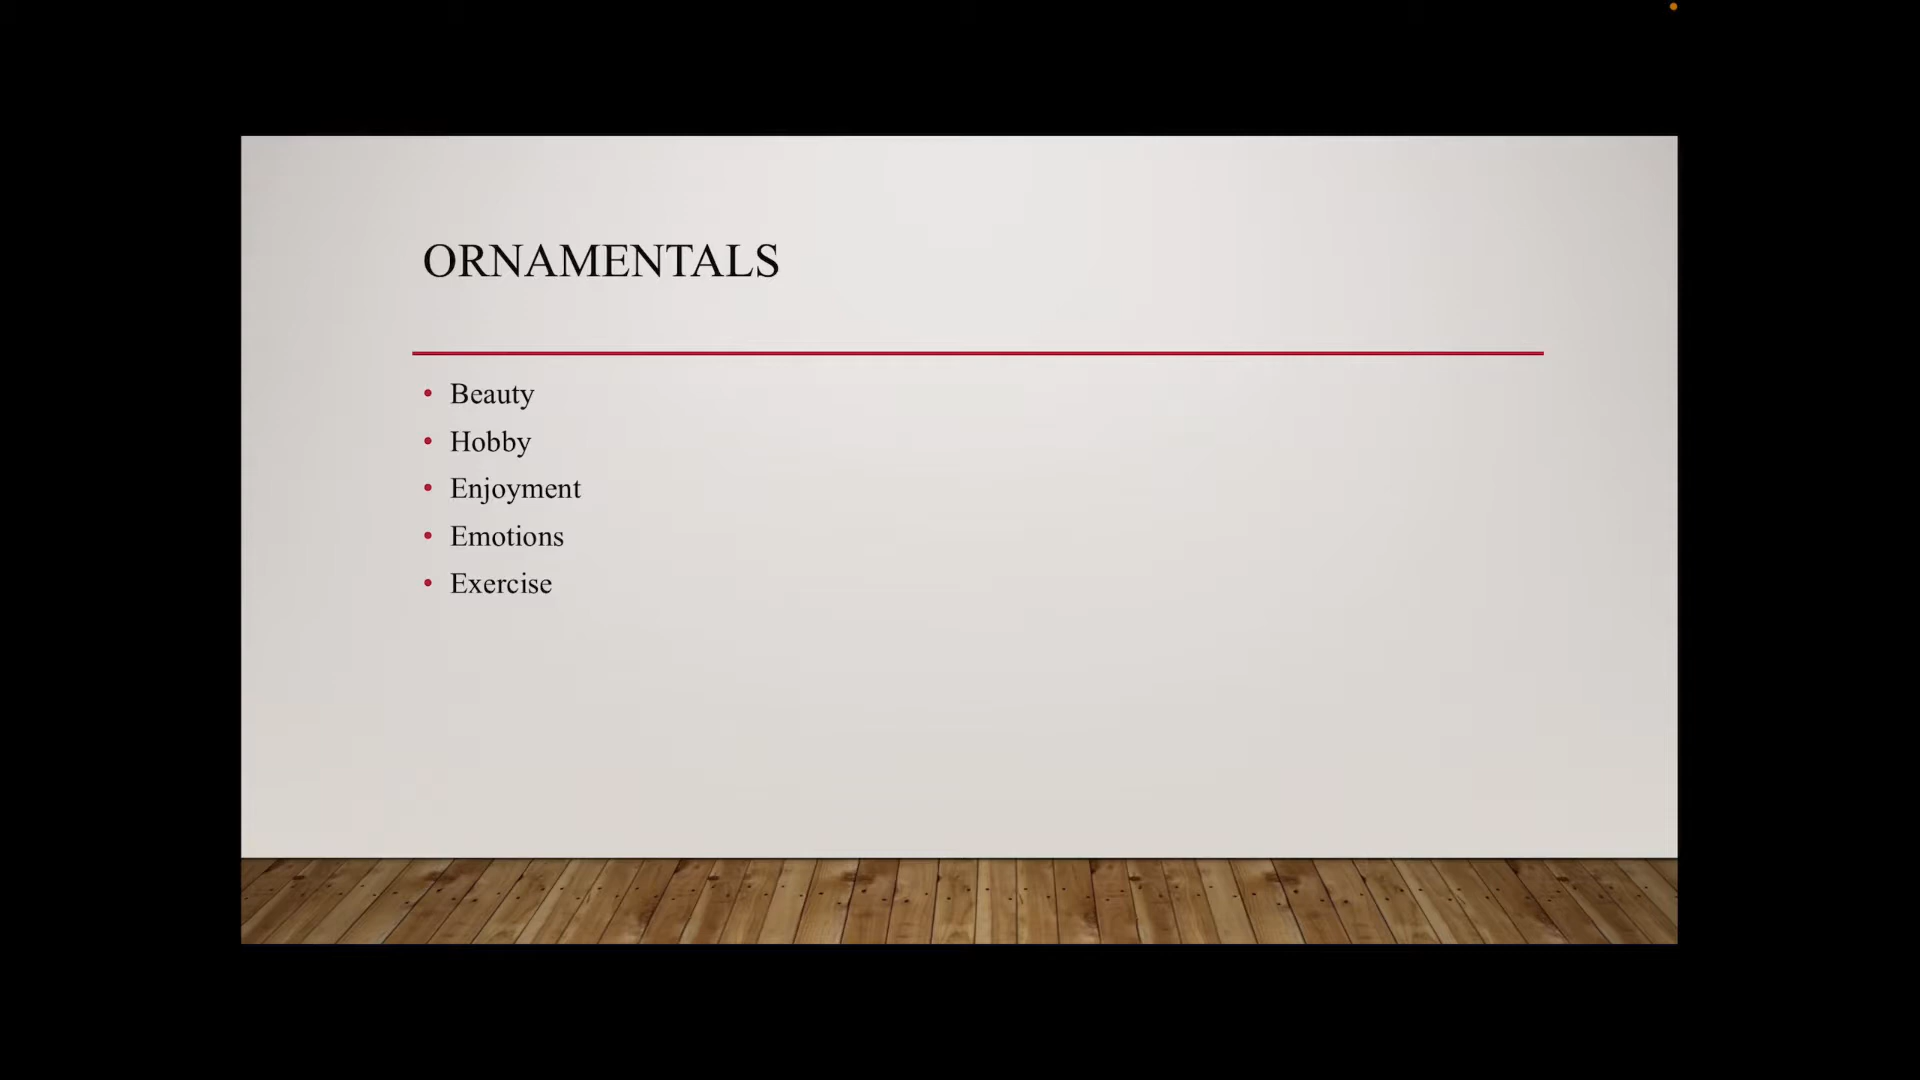 ORNAMENTALS
• Beauty
• Hobby
• Enjoyment
• Emotions
• Exercise